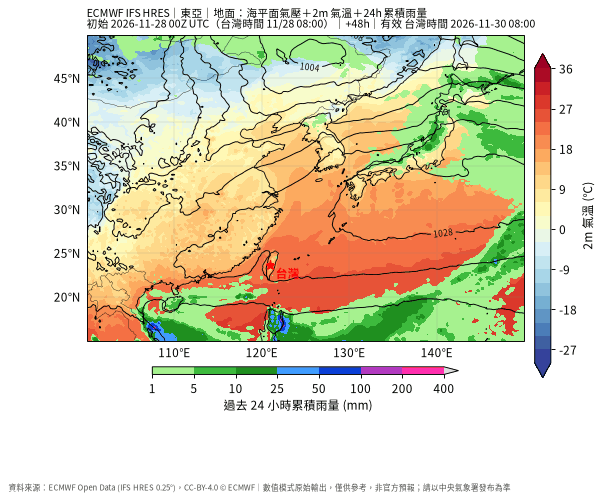 ECMWF IFS HRES｜東亞｜地面：海平面氣壓＋2m 氣溫＋24h 累積雨量
初始 2026-11-28 00Z UTC（台灣時間 11/28 08:00）｜+48h｜有效 台灣時間 2026-11-30 08:00
1004
1028
台灣
45°N
40°N
35°N
30°N
25°N
20°N
110°E 120°E 130°E 140°E
36
27
18
9
0
-9
-18
-27
2m 氣溫 (°C)
1 5 10 25 50 100 200 400
過去 24 小時累積雨量 (mm)
資料來源：ECMWF Open Data (IFS HRES 0.25°)，CC-BY-4.0 © ECMWF｜數值模式原始輸出，僅供參考，非官方預報；請以中央氣象署發布為準